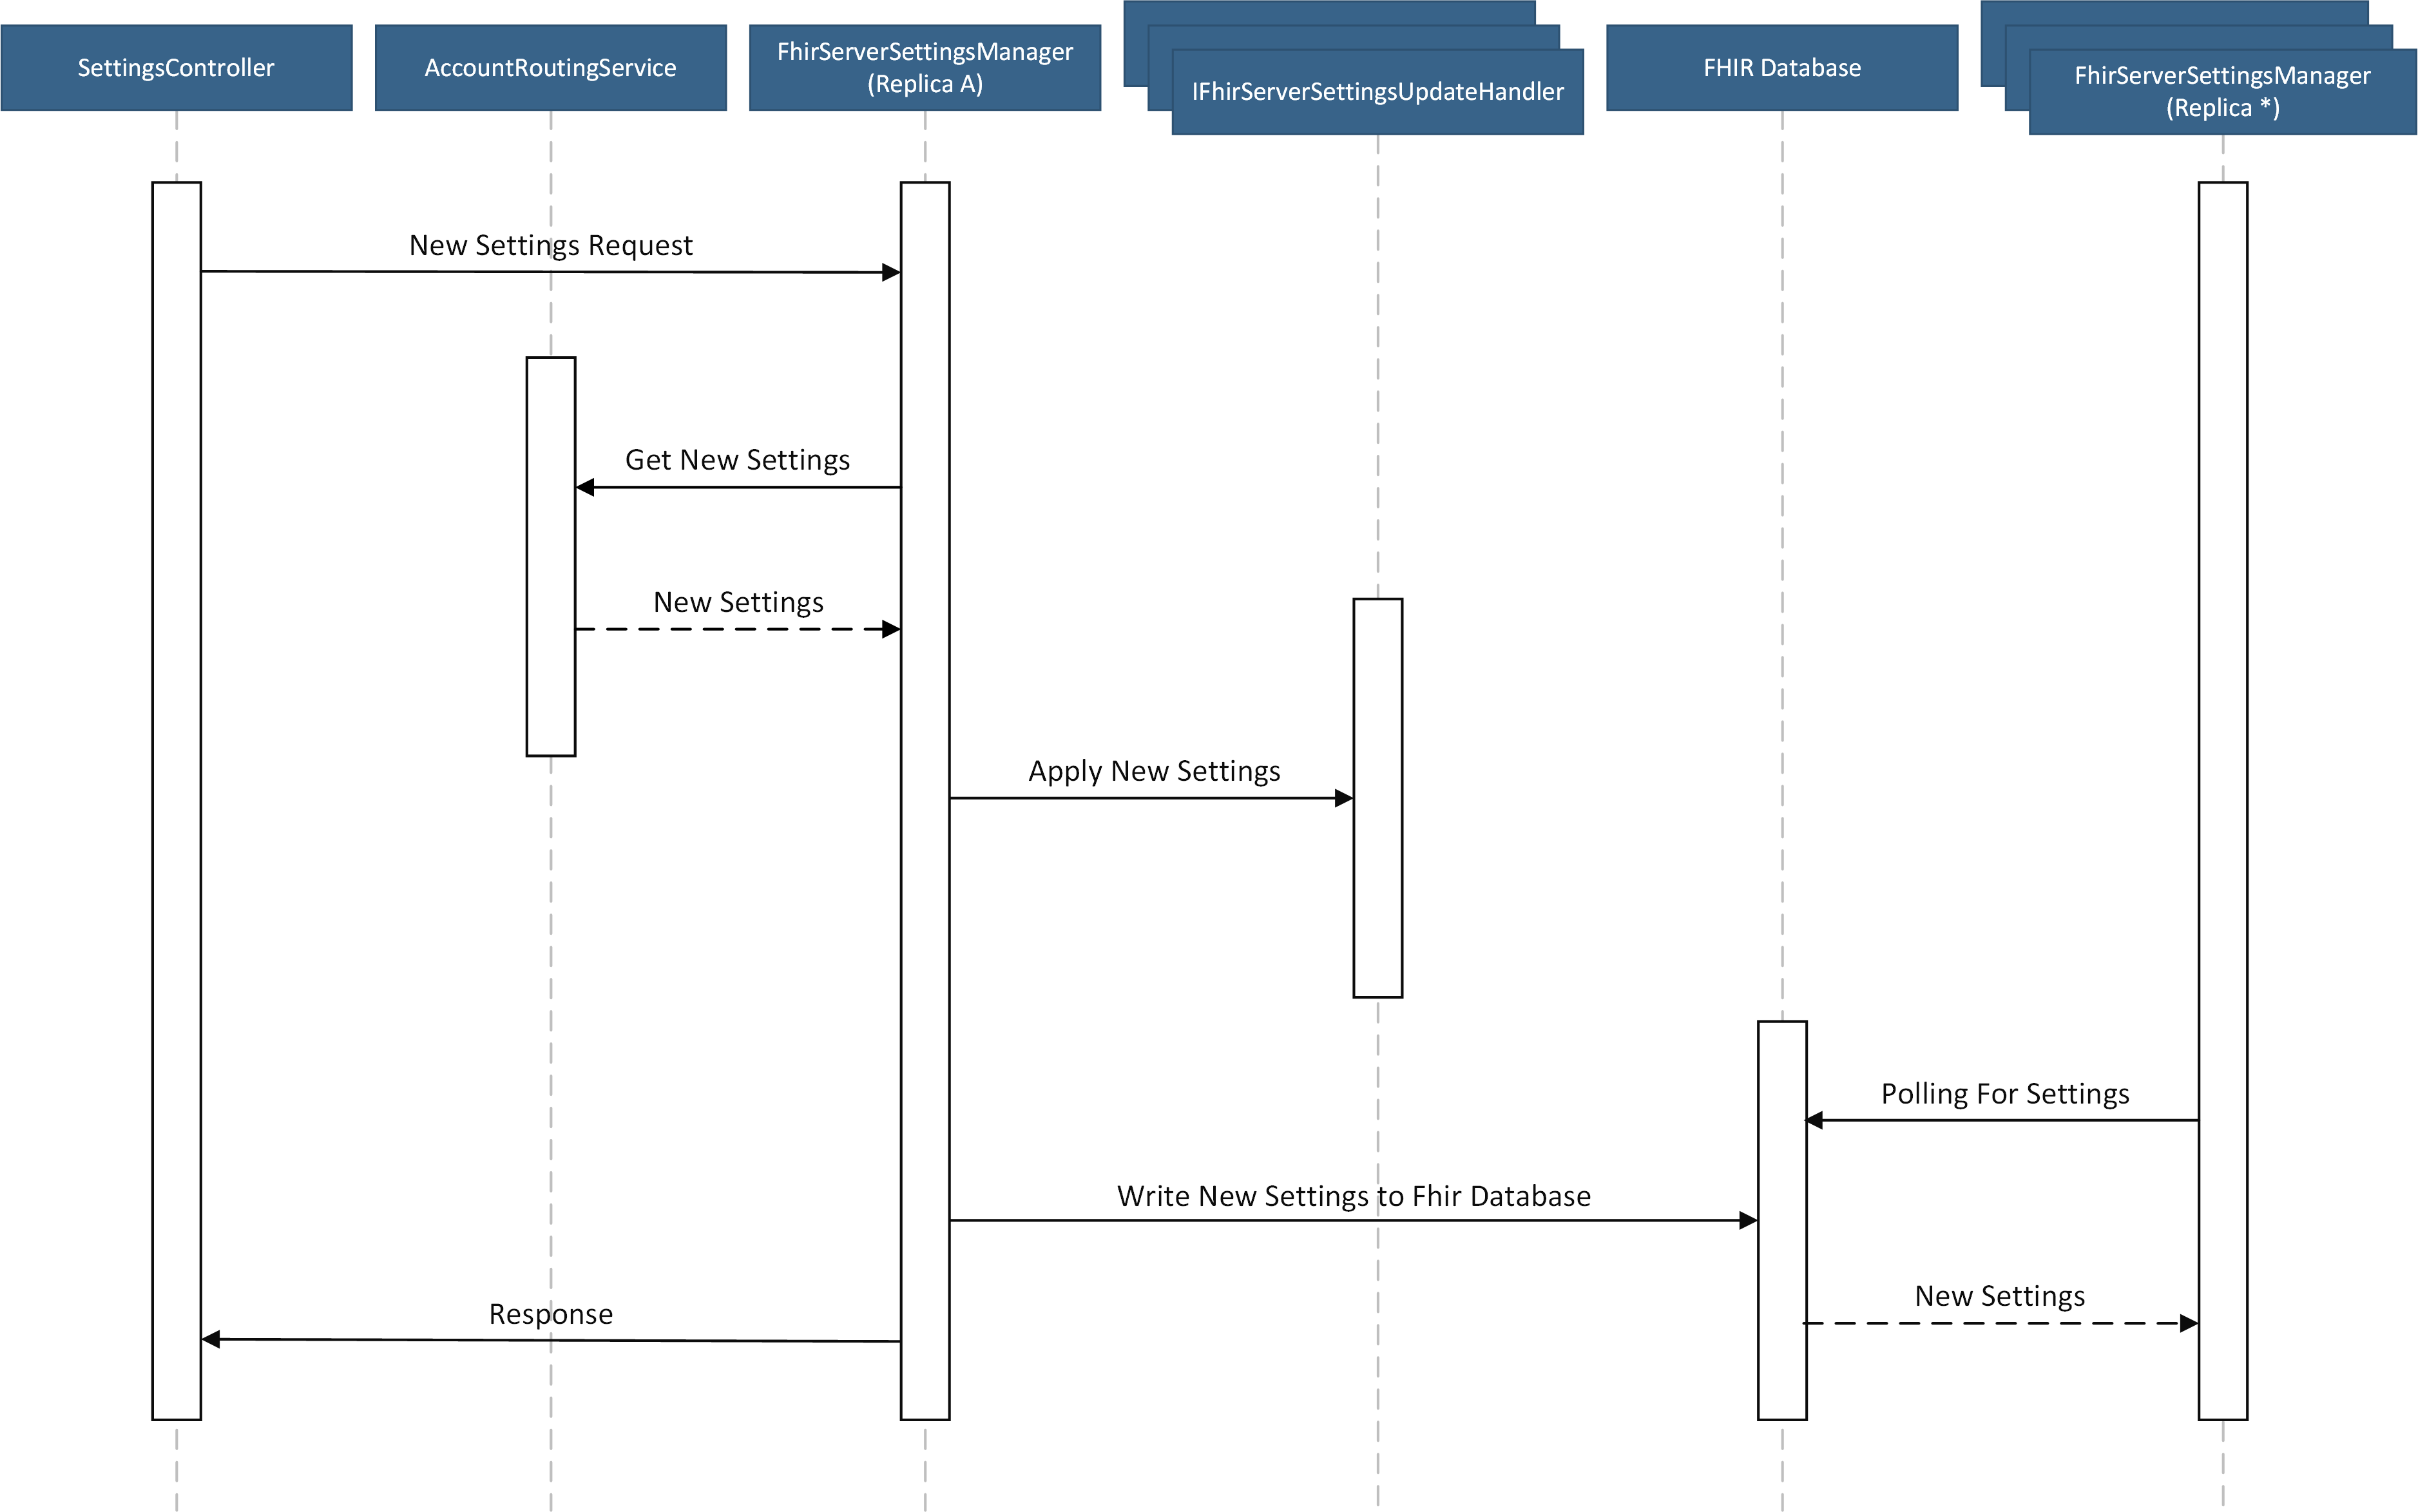 SettingsController
AccountRoutingService
FhirServerSettingsManager
(Replica A)
IFhirServerSettingsUpdateHandler
FHIR Database
FhirServerSettingsManager
(Replica *)
New Settings Request
Get New Settings
New Settings
Apply New Settings
Polling For Settings
Write New Settings to Fhir Database
New Settings
Response